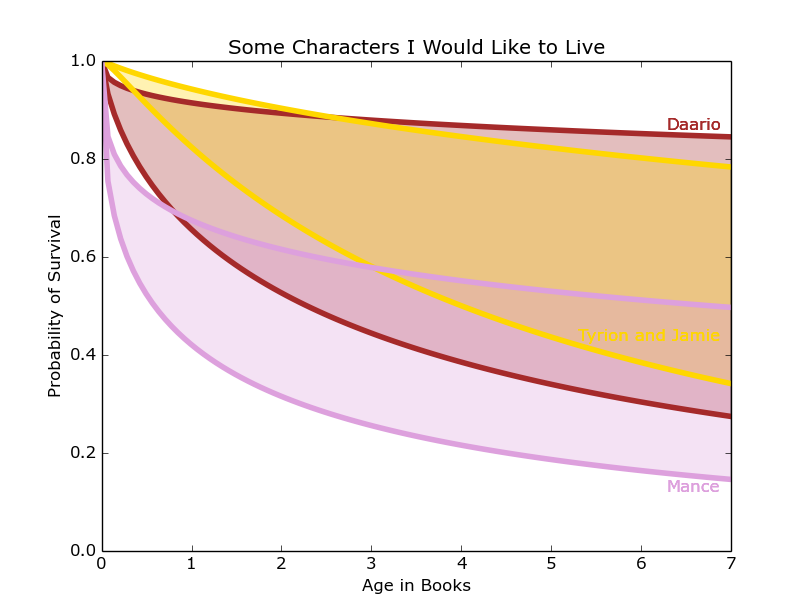 Some Characters I Would Like to Live
Probability of Survival
1.0
0.8
0.6
0.4
0.2
0.0
Daario
Tyrion and Jamie
Mance
0 1 2 3 4 5 6 7
Age in Books